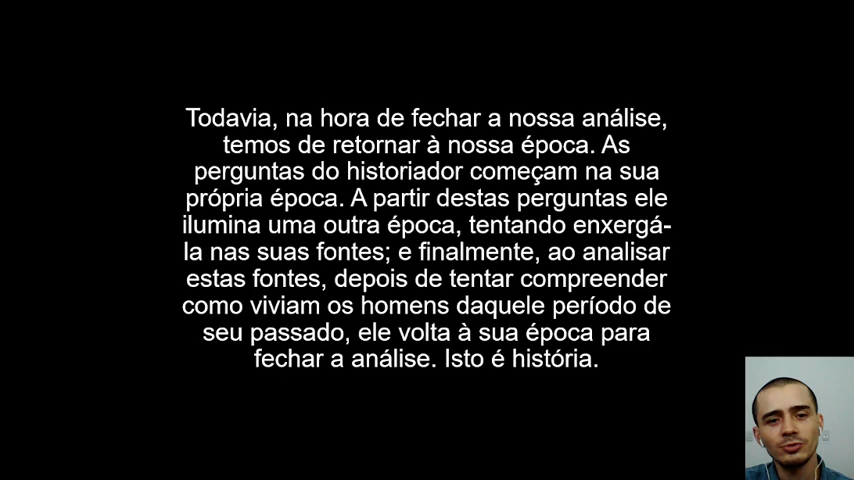 Todavia, na hora de fechar a nossa análise,
temos de retornar à nossa época. As
perguntas do historiador começam na sua
própria época. A partir destas perguntas ele
ilumina uma outra época, tentando enxergá-
la nas suas fontes; e finalmente, ao analisar
estas fontes, depois de tentar compreender
como viviam os homens daquele período de
seu passado, ele volta à sua época para
fechar a análise. Isto é história.